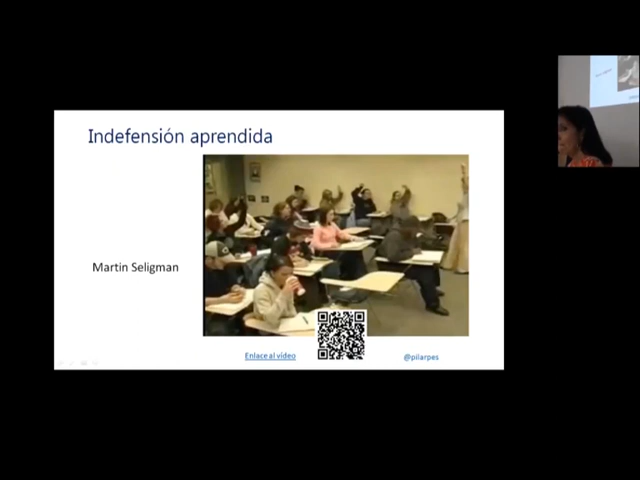 Indefensión aprendida
Martin Seligman
Enlace al vídeo
@pilarpes